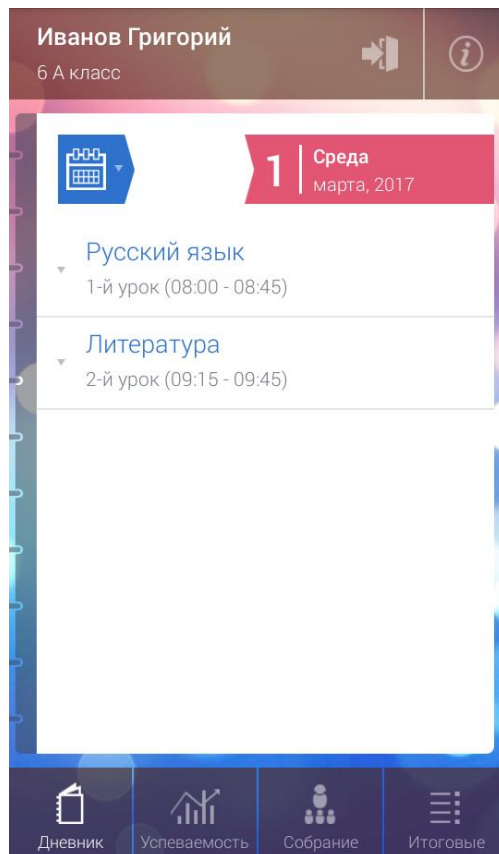 Иванов Григорий
6 А класс
1 Среда
марта, 2017
Русский язык
1-й урок (08:00 - 08:45)
Литература
2-й урок (09:15 - 09:45)
Дневник Успеваемость Собрание Итоговые